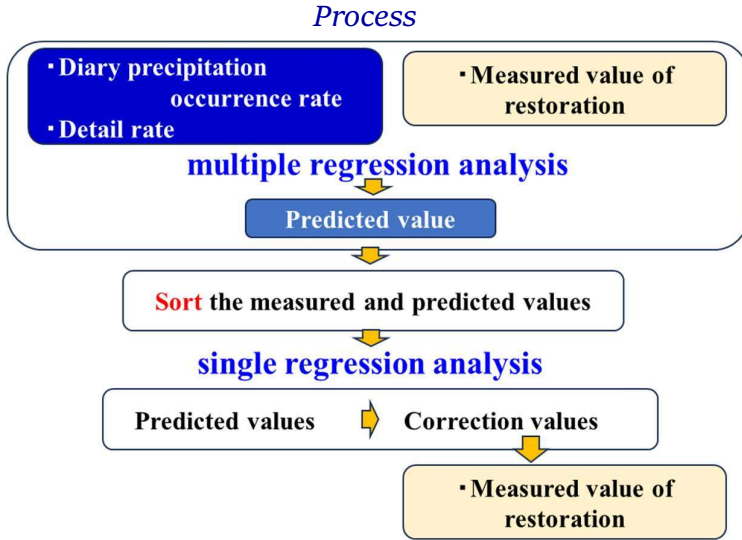 Process
・Diary precipitation
occurrence rate
・Detail rate
・Measured value of
restoration
multiple regression analysis
Predicted value
Sort the measured and predicted values
single regression analysis
Predicted values
Correction values
・Measured value of
restoration